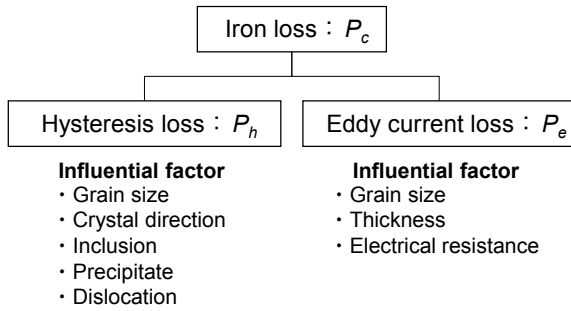 Iron loss： Pc
Hysteresis loss： Ph
Eddy current loss： Pe
Influential factor
・Grain size
・Crystal direction
・Inclusion
・Precipitate
・Dislocation
Influential factor
・Grain size
・Thickness
・Electrical resistance